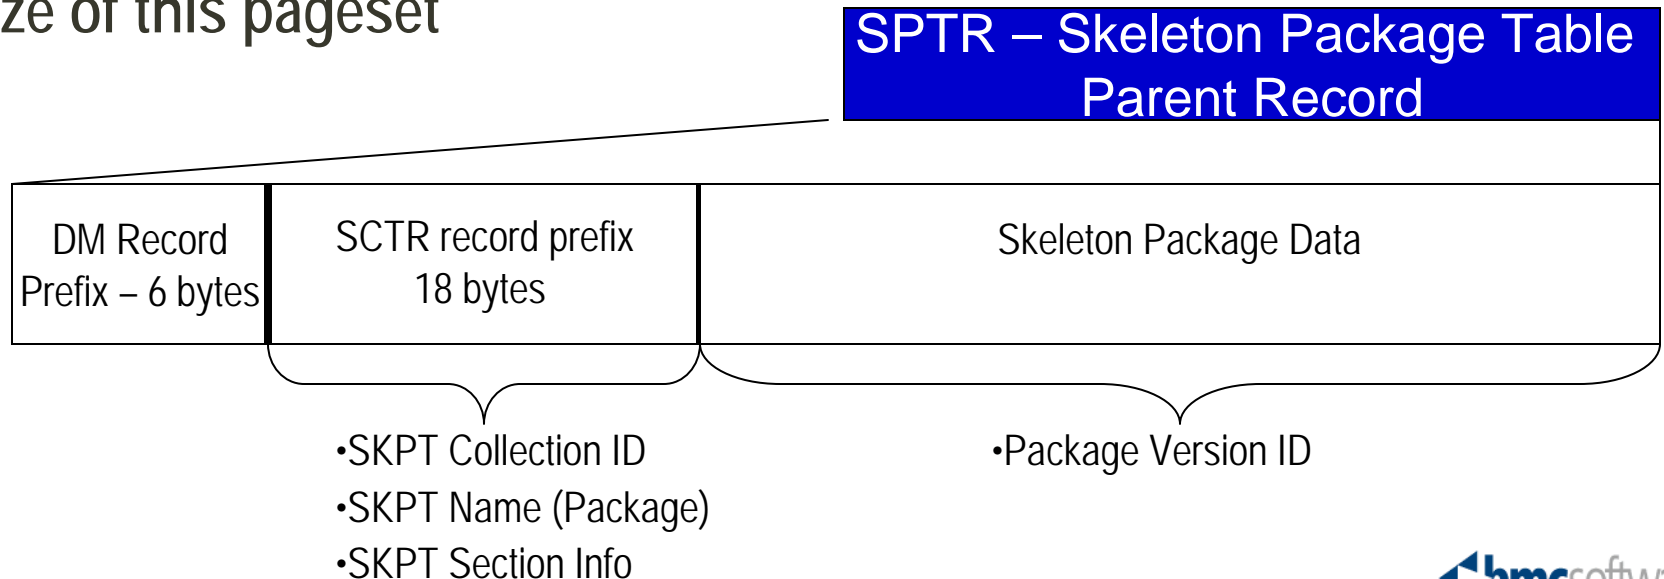 ze of this pageset
SPTR – Skeleton Package Table
Parent Record
DM Record
Prefix – 6 bytes
SCTR record prefix
18 bytes
Skeleton Package Data
•SKPT Collection ID
•SKPT Name (Package)
•SKPT Section Info
•Package Version ID
bmcsoftw